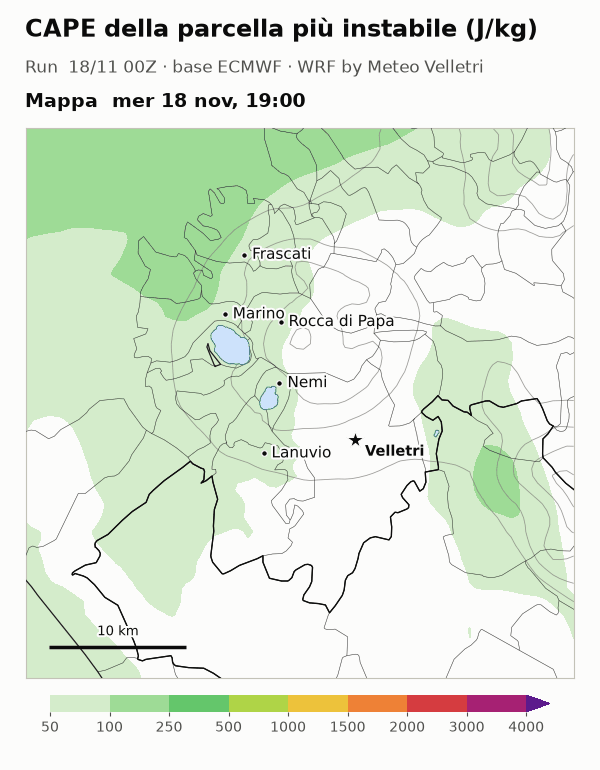 CAPE della parcella più instabile (J/kg)
Run 18/11 00Z · base ECMWF · WRF by Meteo Velletri
Mappa mer 18 nov, 19:00
Frascati
Marino
Rocca di Papa
Nemi
Velletri
Lanuvio
10 km
50 100 250 500 1000 1500 2000 3000 4000